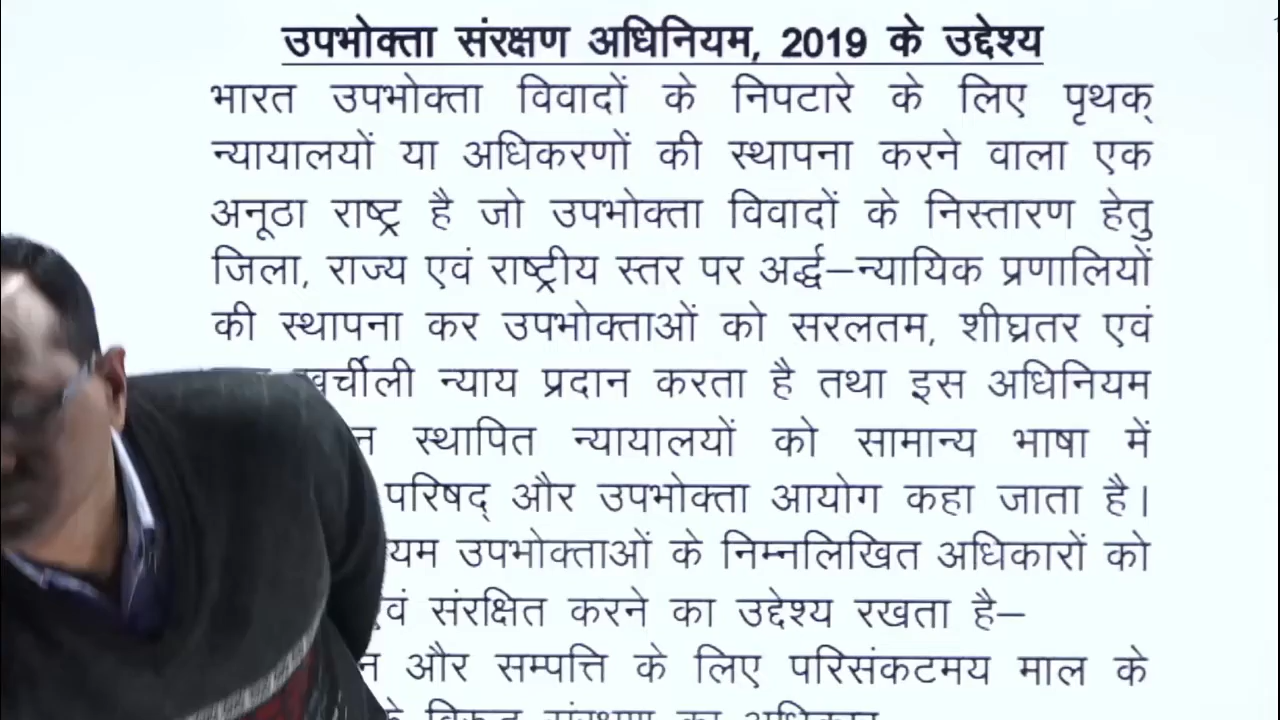 उपभोक्ता संरक्षण अधिनियम, 2019 के उद्देश्य
भारत उपभोक्ता विवादों के निपटारे के लिए पृथक्
न्यायालयों या अधिकरणों की स्थापना करने वाला एक
अनूठा राष्ट्र है जो उपभोक्ता विवादों के निस्तारण हेतु
जिला, राज्य एवं राष्ट्रीय स्तर पर अर्द्ध–न्यायिक प्रणालियों
की स्थापना कर उपभोक्ताओं को सरलतम, शीघ्रतर एवं
खर्चीली न्याय प्रदान करता है तथा इस अधिनियम
स्थापित न्यायालयों को सामान्य भाषा में
परिषद् और उपभोक्ता आयोग कहा जाता है।
उपभोक्ताओं के निम्नलिखित अधिकारों को
एवं संरक्षित करने का उद्देश्य रखता है–
और सम्पत्ति के लिए परिसंकटमय माल के